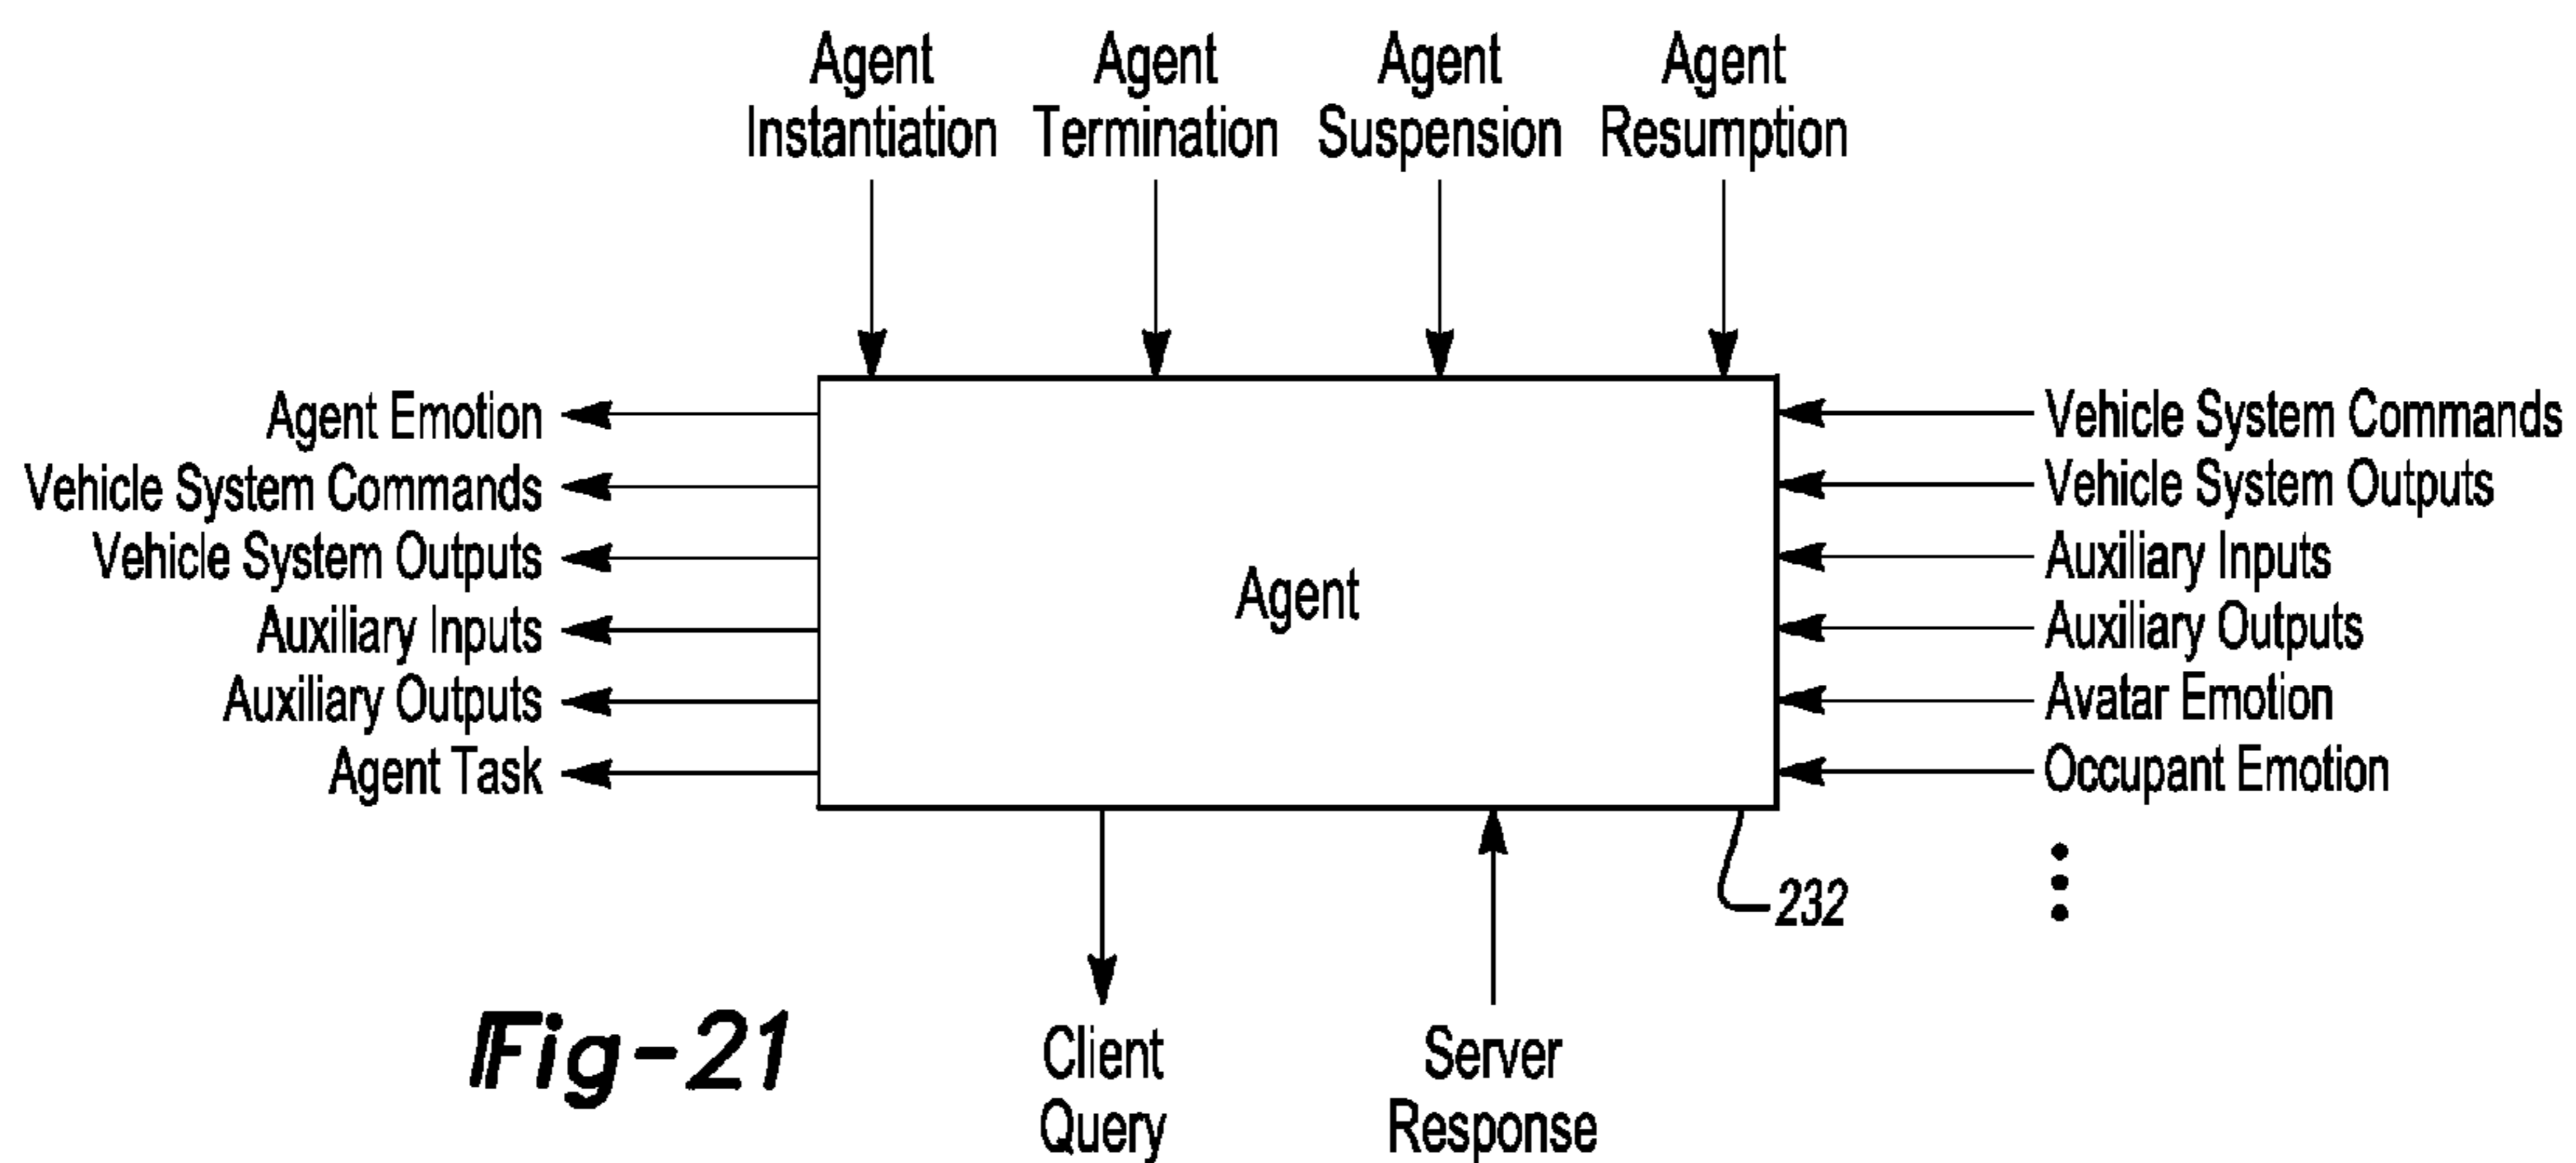 Agent Instantiation
Agent Termination
Agent Suspension
Agent Resumption
Agent Emotion
Vehicle System Commands
Vehicle System Outputs
Auxiliary Inputs
Auxiliary Outputs
Agent Task
Agent
Vehicle System Commands
Vehicle System Outputs
Auxiliary Inputs
Auxiliary Outputs
Avatar Emotion
Occupant Emotion
232
Client Query
Server Response
Fig-21